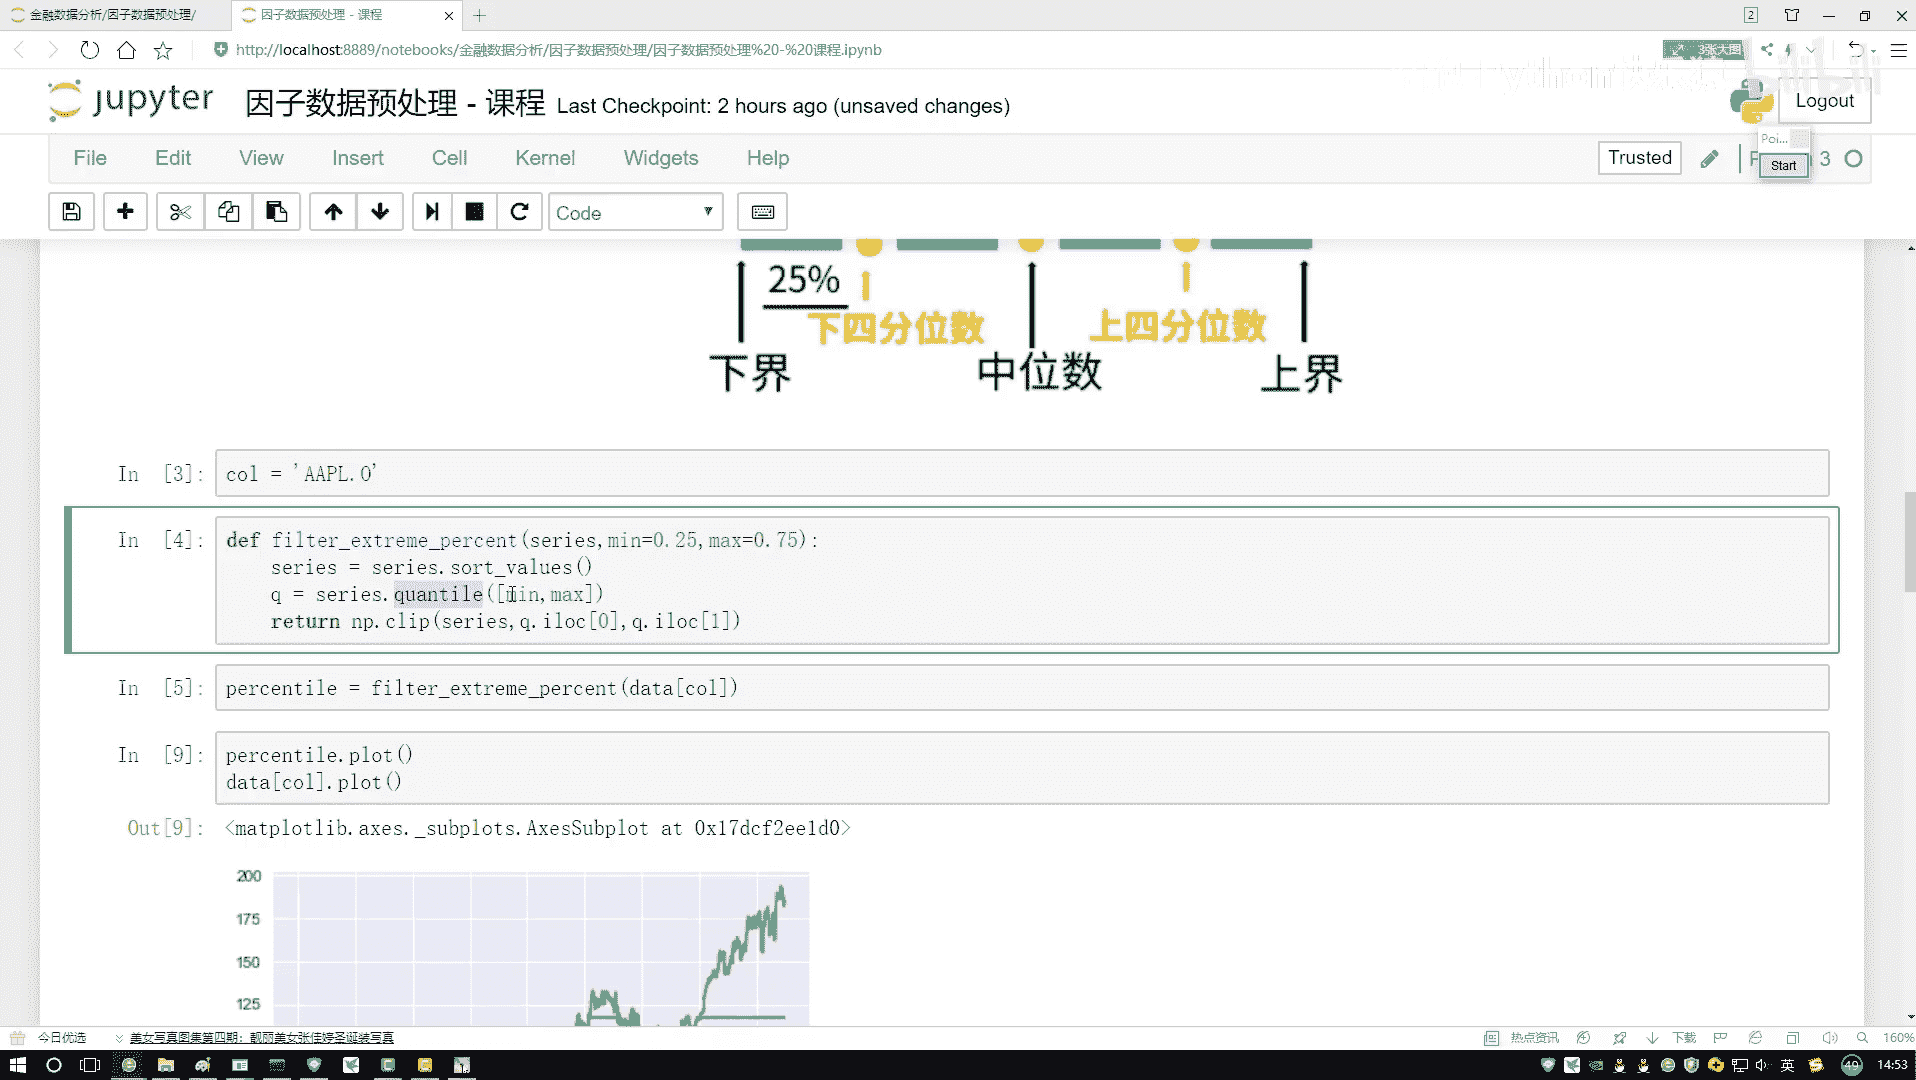 金融数据分析/因子数据预处理/
因子数据预处理 - 课程
2
http://localhost:8889/notebooks/金融数据分析/因子数据预处理/因子数据预处理%20-%20课程.ipynb
3张大图
bilibili
jupyter 因子数据预处理 - 课程 Last Checkpoint: 2 hours ago (unsaved changes)
Logout
Poi...
File Edit View Insert Cell Kernel Widgets Help
Trusted
Start
3
Code
25%
下四分位数 上四分位数
下界 中位数 上界
In [3]: col = 'AAPL.O'
In [4]: def filter_extreme_percent(series,min=0.25,max=0.75):
series = series.sort_values()
q = series.quantile([min,max])
return np.clip(series,q.iloc[0],q.iloc[1])
In [5]: percentile = filter_extreme_percent(data[col])
In [9]: percentile.plot()
data[col].plot()
Out[9]: <matplotlib.axes._subplots.AxesSubplot at 0x17dcf2ee1d0>
200
175
150
125
今日优选 美女写真图集第四期：靓丽美女张佳婷圣诞装写真
热点资讯 下载 160%
英 49 14:53